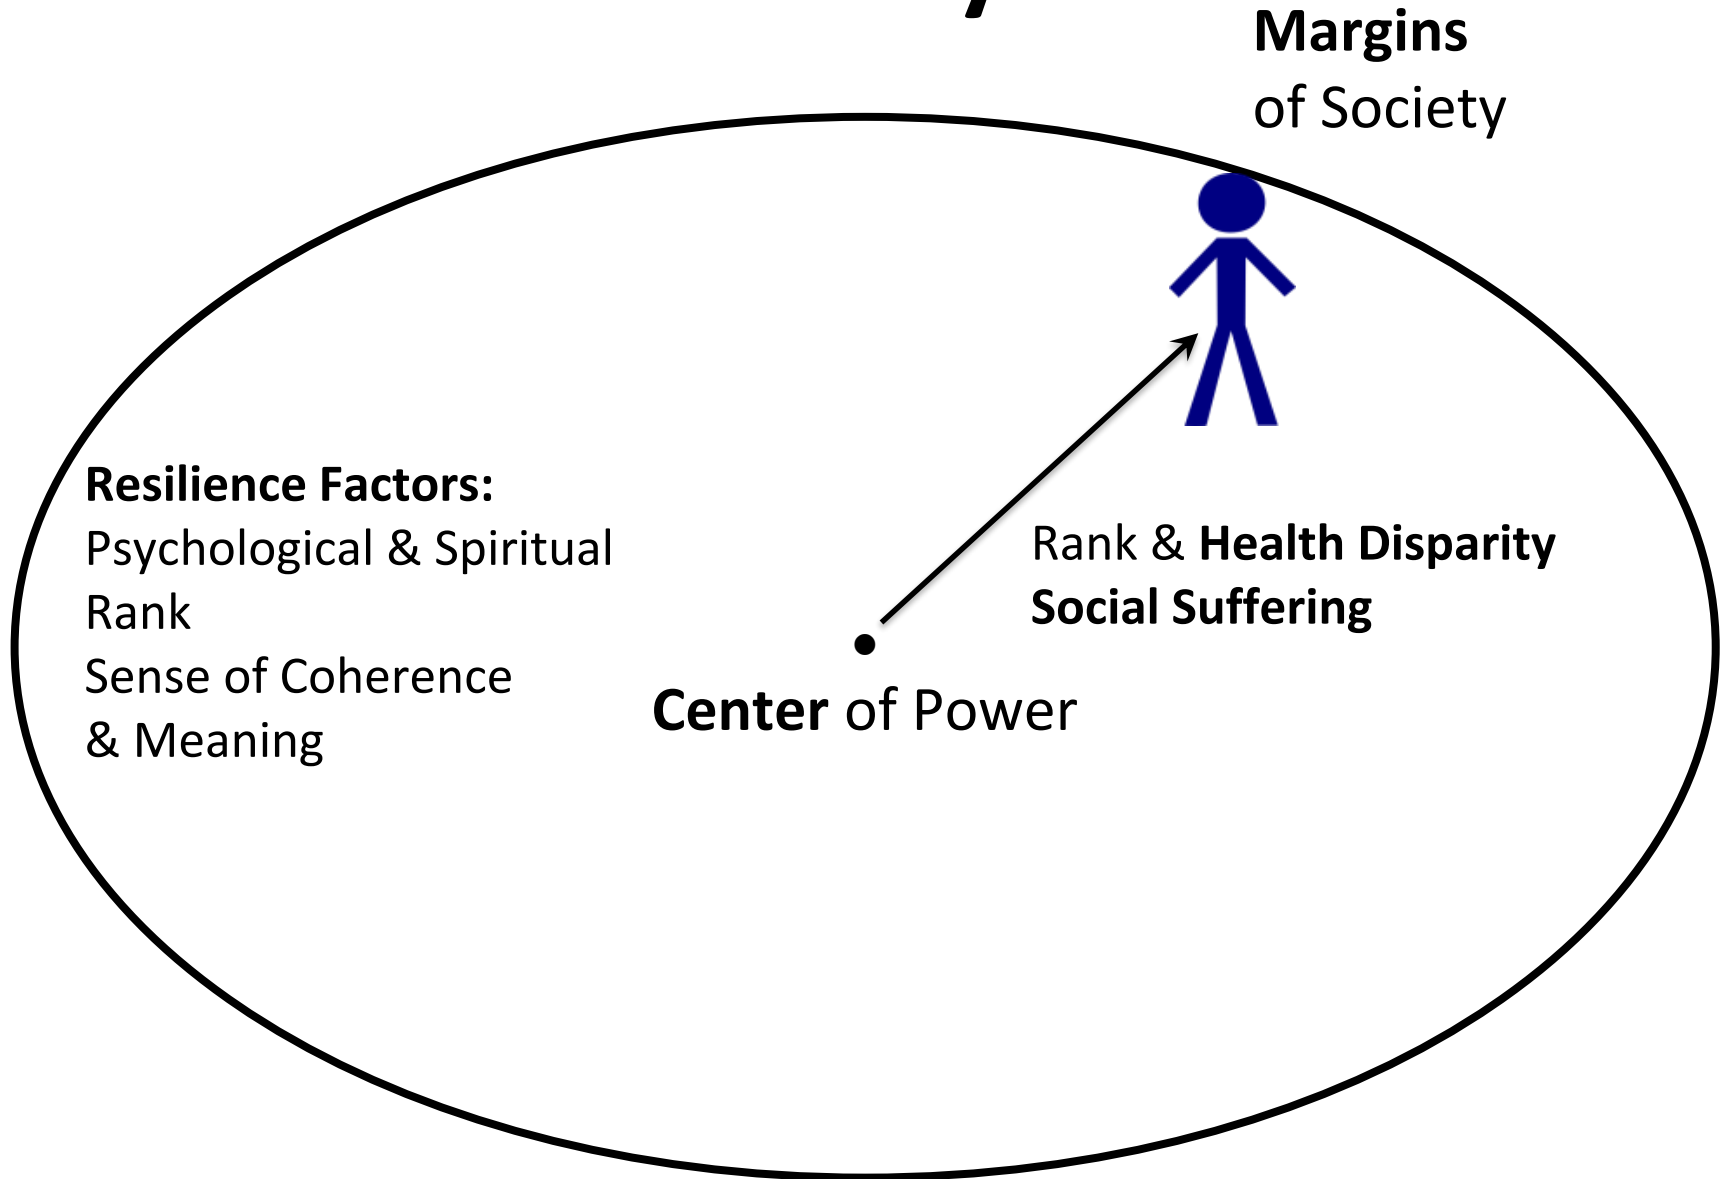 Margins
of Society
Resilience Factors:
Psychological & Spiritual
Rank
Sense of Coherence
& Meaning
Rank & Health Disparity
Social Suffering
Center of Power